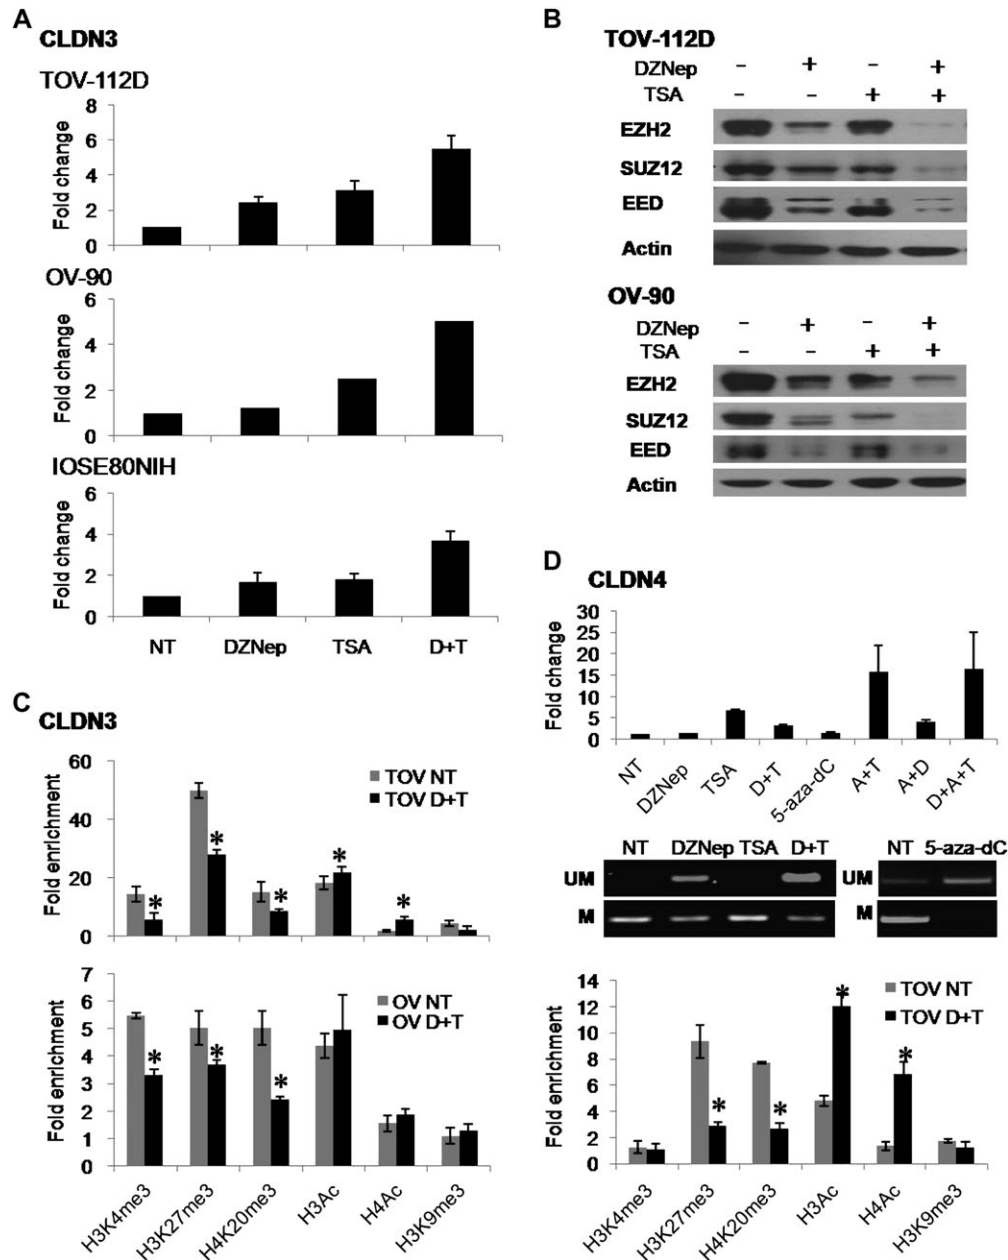 A
CLDN3
TOV-112D
8
6
4
2
0
Fold change
OV-90
6
4
2
0
Fold change
IOSE80NIH
6
4
2
0
Fold change
NT DZNep TSA D+T
B
TOV-112D
DZNep - + - +
TSA - - + +
EZH2
SUZ12
EED
Actin
OV-90
DZNep - + - +
TSA - - + +
EZH2
SUZ12
EED
Actin
C
CLDN3
60
40
20
0
Fold enrichment
TOV NT
TOV D+T
* * * * *
7
6
5
4
3
2
1
0
Fold enrichment
OV NT
OV D+T
* * *
H3K4me3 H3K27me3 H4K20me3 H3Ac H4Ac H3K9me3
D
CLDN4
30
25
20
15
10
5
0
Fold change
NT DZNep TSA D+T 5-aza-dC A+T A+D D+A+T
NT DZNep TSA D+T
UM
M
NT 5-aza-dC
UM
M
14
12
10
8
6
4
2
0
Fold enrichment
TOV NT
TOV D+T
* * * *
H3K4me3 H3K27me3 H4K20me3 H3Ac H4Ac H3K9me3